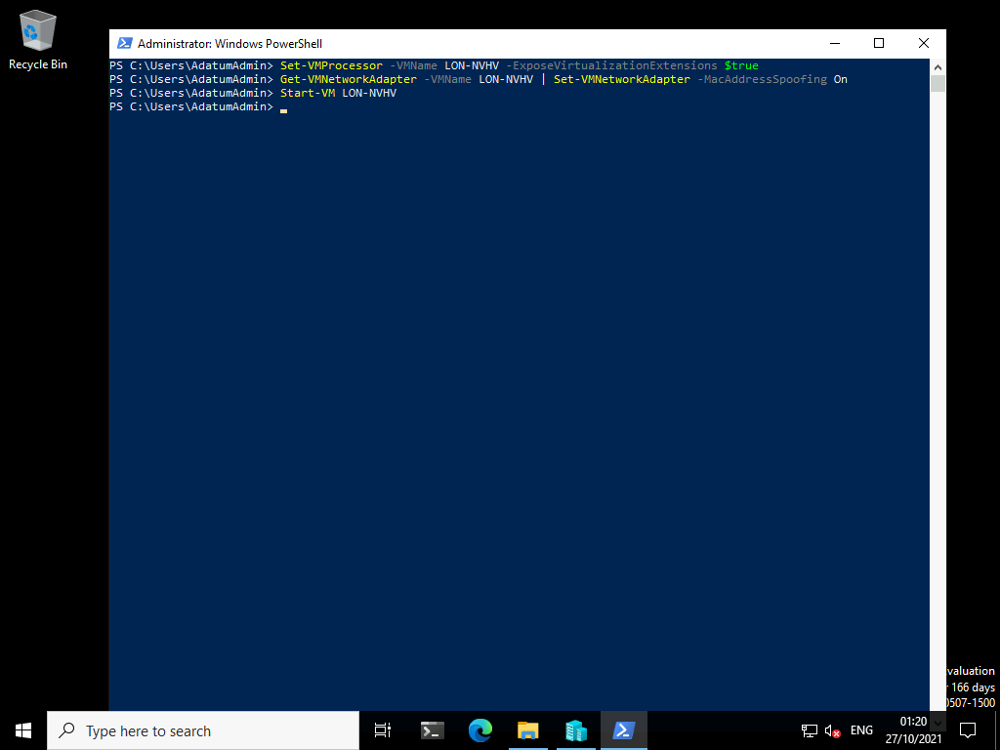 Recycle Bin
Administrator: Windows PowerShell
PS C:\Users\AdatumAdmin> Set-VMProcessor -VMName LON-NVHV -ExposeVirtualizationExtensions $true
PS C:\Users\AdatumAdmin> Get-VMNetworkAdapter -VMName LON-NVHV | Set-VMNetworkAdapter -MacAddressSpoofing On
PS C:\Users\AdatumAdmin> Start-VM LON-NVHV
PS C:\Users\AdatumAdmin>
valuation
166 days
0507-1500
Type here to search
ENG
01:20
27/10/2021